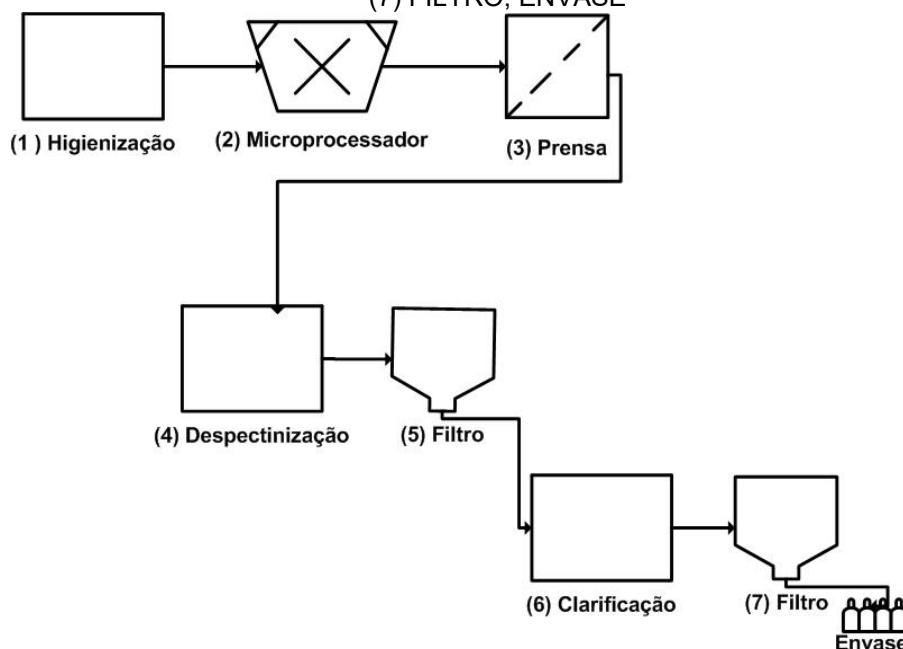 (7) FILTRO, ENVASE
(1 ) Higienização
(2) Microprocessador
(3) Prensa
(4) Despectinização
(5) Filtro
(6) Clarificação
(7) Filtro
Envase